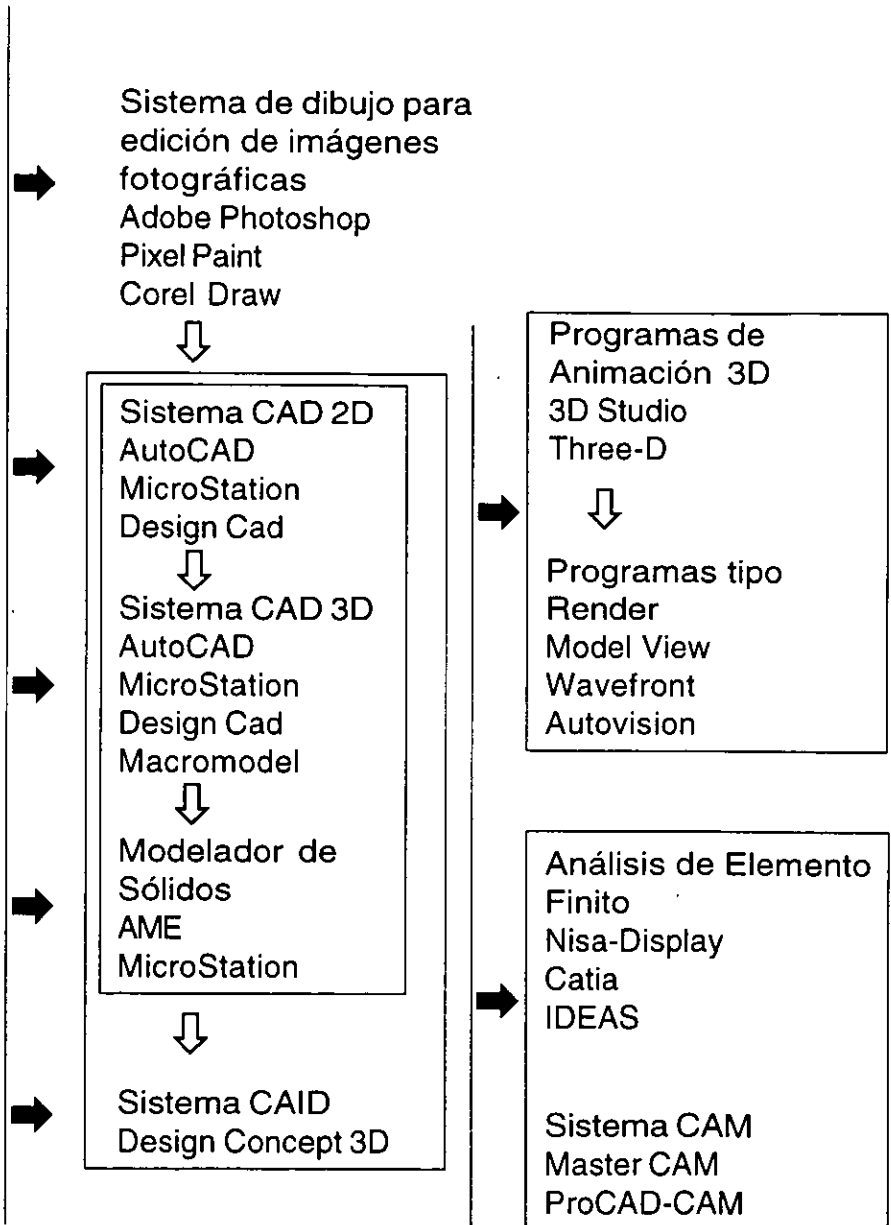 Sistema de dibujo para
edición de imágenes
fotográficas
Adobe Photoshop
Pixel Paint
Corel Draw
Sistema CAD 2D
AutoCAD
MicroStation
Design Cad
Sistema CAD 3D
AutoCAD
MicroStation
Design Cad
Macromodel
Modelador de
Sólidos
AME
MicroStation
Sistema CAID
Design Concept 3D
Programas de
Animación 3D
3D Studio
Three-D
Programas tipo
Render
Model View
Wavefront
Autovision
Análisis de Elemento
Finito
Nisa-Display
Catia
IDEAS
Sistema CAM
Master CAM
ProCAD-CAM